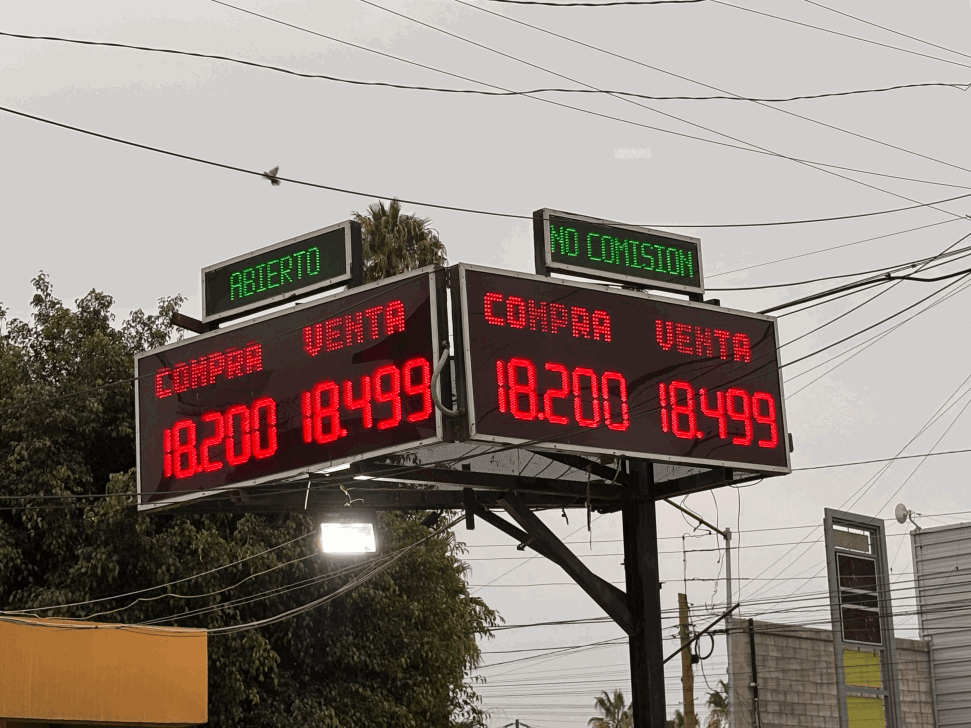 ABIERTO
COMPRA VENTA
18.200 18.499
NO COMISION
COMPRA VENTA
18.200 18.499